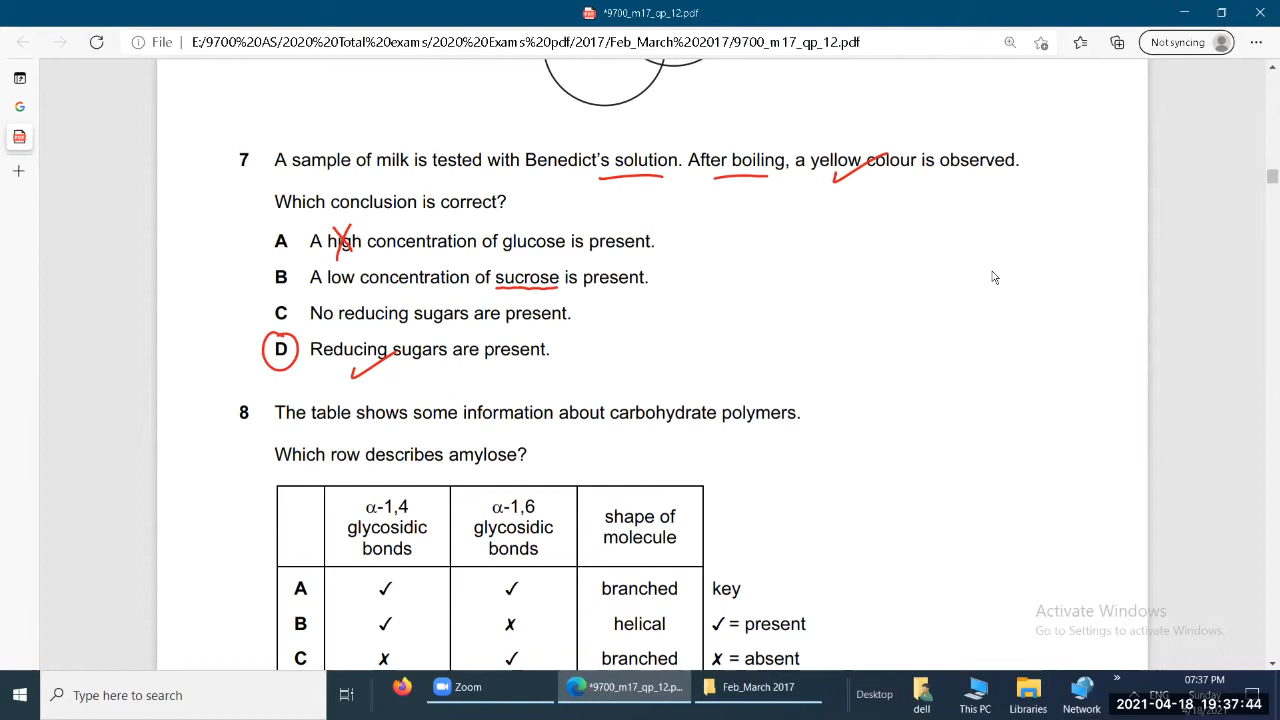 *9700_m17_qp_12.pdf
File E:/9700%20AS/2020%20Total%20exams/2020%20Exams%20pdf/2017/Feb_March%202017/9700_m17_qp_12.pdf Not syncing
7 A sample of milk is tested with Benedict's solution. After boiling, a yellow colour is observed.
Which conclusion is correct?
A A high concentration of glucose is present.
B A low concentration of sucrose is present.
C No reducing sugars are present.
D Reducing sugars are present.
8 The table shows some information about carbohydrate polymers.
Which row describes amylose?
α-1,4 glycosidic bonds α-1,6 glycosidic bonds shape of molecule
A ✓ ✓ branched key
B ✓ ✗ helical ✓ = present
C ✗ ✓ branched ✗ = absent
Activate Windows
Go to Settings to activate Windows.
Type here to search Zoom *9700_m17_qp_12.p... Feb_March 2017 Desktop dell This PC Libraries Network » ENG 07:37 PM Sunday
2021-04-18 19:37:44